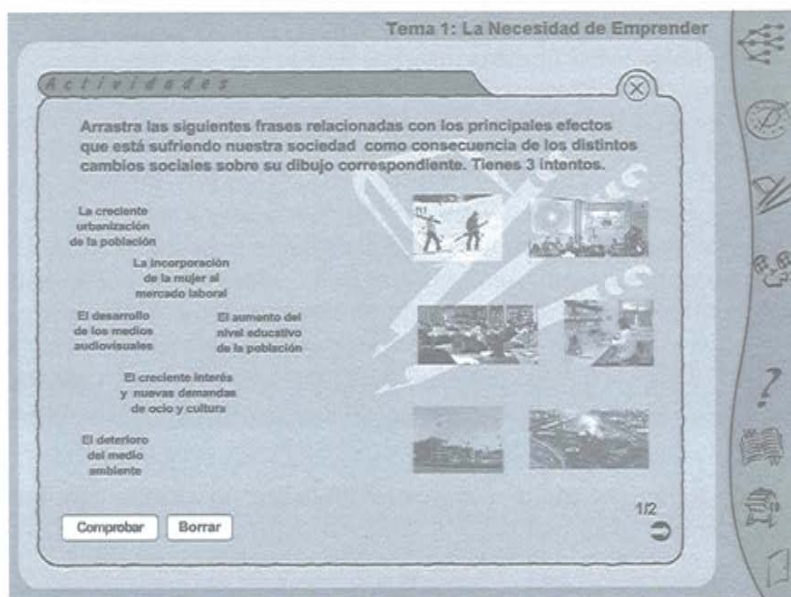 Tema 1: La Necesidad de Emprender
Actividades
Arrastra las siguientes frases relacionadas con los principales efectos
que está sufriendo nuestra sociedad como consecuencia de los distintos
cambios sociales sobre su dibujo correspondiente. Tienes 3 intentos.
La creciente
urbanización
de la población
La incorporación
de la mujer al
mercado laboral
El desarrollo
de los medios
audiovisuales
El aumento del
nivel educativo
de la población
El creciente interés
y nuevas demandas
de ocio y cultura
El deterioro
del medio
ambiente
Comprobar
Borrar
1/2